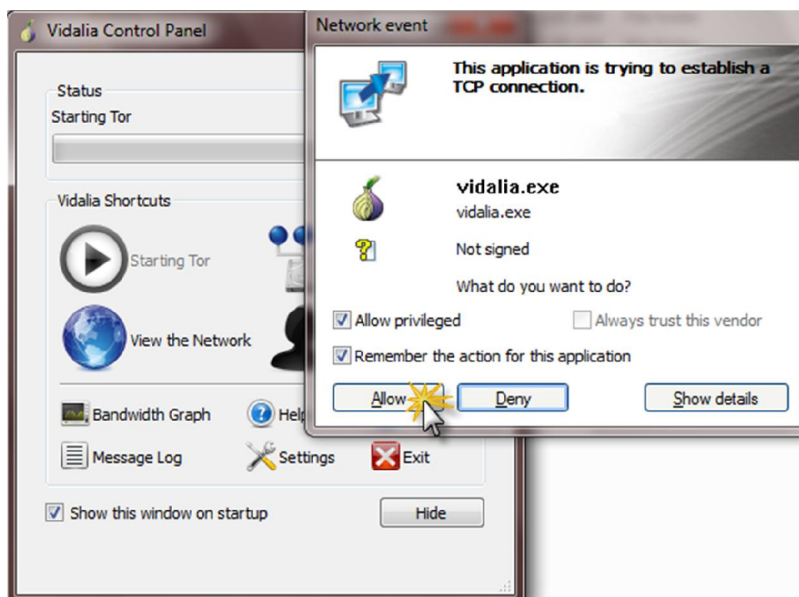 Vidalia Control Panel
Status
Starting Tor
Vidalia Shortcuts
Starting Tor
View the Network
Bandwidth Graph
Help
Message Log
Settings
Exit
Show this window on startup
Hide
Network event
This application is trying to establish a
TCP connection.
vidalia.exe
vidalia.exe
Not signed
What do you want to do?
Allow privileged
Always trust this vendor
Remember the action for this application
Allow
Deny
Show details